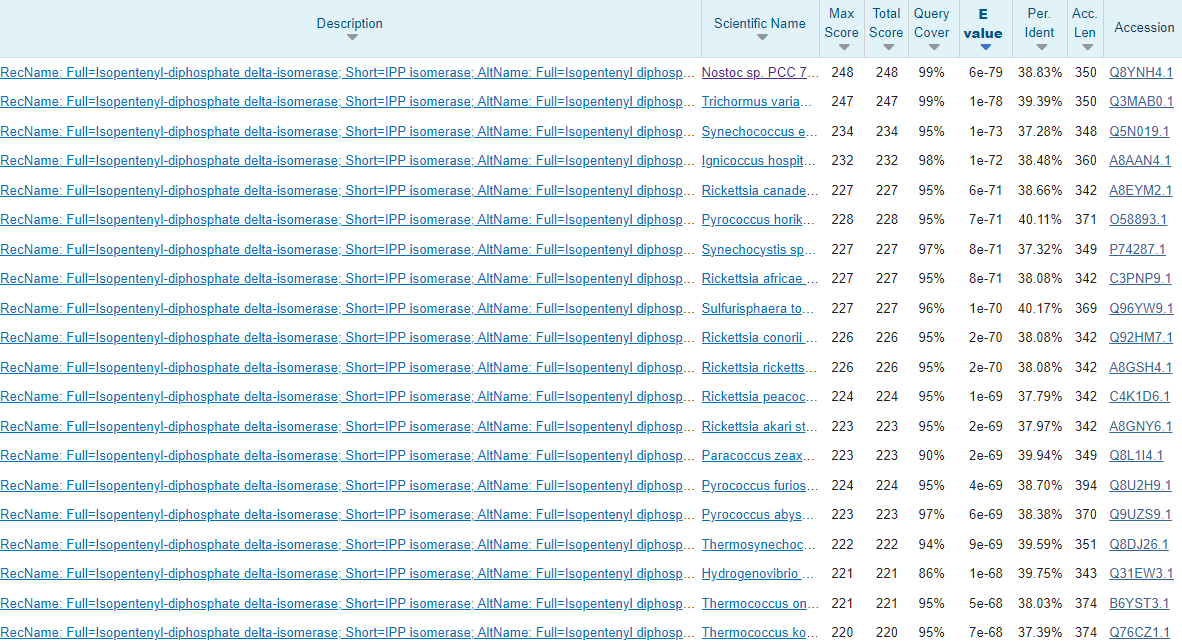 Description Scientific Name Max Score Total Score Query Cover E value Per. Ident Acc. Len Accession
RecName: Full=Isopentenyl-diphosphate delta-isomerase; Short=IPP isomerase; AltName: Full=Isopentenyl diphosp... Nostoc sp. PCC 7... 248 248 99% 6e-79 38.83% 350 Q8YNH4.1
RecName: Full=Isopentenyl-diphosphate delta-isomerase; Short=IPP isomerase; AltName: Full=Isopentenyl diphosp... Trichormus varia... 247 247 99% 1e-78 39.39% 350 Q3MAB0.1
RecName: Full=Isopentenyl-diphosphate delta-isomerase; Short=IPP isomerase; AltName: Full=Isopentenyl diphosp... Synechococcus e... 234 234 95% 1e-73 37.28% 348 Q5N019.1
RecName: Full=Isopentenyl-diphosphate delta-isomerase; Short=IPP isomerase; AltName: Full=Isopentenyl diphosp... Ignicoccus hospit... 232 232 98% 1e-72 38.48% 360 A8AAN4.1
RecName: Full=Isopentenyl-diphosphate delta-isomerase; Short=IPP isomerase; AltName: Full=Isopentenyl diphosp... Rickettsia canade... 227 227 95% 6e-71 38.66% 342 A8EYM2.1
RecName: Full=Isopentenyl-diphosphate delta-isomerase; Short=IPP isomerase; AltName: Full=Isopentenyl diphosp... Pyrococcus horik... 228 228 95% 7e-71 40.11% 371 O58893.1
RecName: Full=Isopentenyl-diphosphate delta-isomerase; Short=IPP isomerase; AltName: Full=Isopentenyl diphosp... Synechocystis sp... 227 227 97% 8e-71 37.32% 349 P74287.1
RecName: Full=Isopentenyl-diphosphate delta-isomerase; Short=IPP isomerase; AltName: Full=Isopentenyl diphosp... Rickettsia africae ... 227 227 95% 8e-71 38.08% 342 C3PNP9.1
RecName: Full=Isopentenyl-diphosphate delta-isomerase; Short=IPP isomerase; AltName: Full=Isopentenyl diphosp... Sulfurisphaera to... 227 227 96% 1e-70 40.17% 369 Q96YW9.1
RecName: Full=Isopentenyl-diphosphate delta-isomerase; Short=IPP isomerase; AltName: Full=Isopentenyl diphosp... Rickettsia conorii ... 226 226 95% 2e-70 38.08% 342 Q92HM7.1
RecName: Full=Isopentenyl-diphosphate delta-isomerase; Short=IPP isomerase; AltName: Full=Isopentenyl diphosp... Rickettsia ricketts... 226 226 95% 2e-70 38.08% 342 A8GSH4.1
RecName: Full=Isopentenyl-diphosphate delta-isomerase; Short=IPP isomerase; AltName: Full=Isopentenyl diphosp... Rickettsia peacoc... 224 224 95% 1e-69 37.79% 342 C4K1D6.1
RecName: Full=Isopentenyl-diphosphate delta-isomerase; Short=IPP isomerase; AltName: Full=Isopentenyl diphosp... Rickettsia akari st... 223 223 95% 2e-69 37.97% 342 A8GNY6.1
RecName: Full=Isopentenyl-diphosphate delta-isomerase; Short=IPP isomerase; AltName: Full=Isopentenyl diphosp... Paracoccus zeax... 223 223 90% 2e-69 39.94% 349 Q8L1I4.1
RecName: Full=Isopentenyl-diphosphate delta-isomerase; Short=IPP isomerase; AltName: Full=Isopentenyl diphosp... Pyrococcus furios... 224 224 95% 4e-69 38.70% 394 Q8U2H9.1
RecName: Full=Isopentenyl-diphosphate delta-isomerase; Short=IPP isomerase; AltName: Full=Isopentenyl diphosp... Pyrococcus abys... 223 223 97% 6e-69 38.38% 370 Q9UZS9.1
RecName: Full=Isopentenyl-diphosphate delta-isomerase; Short=IPP isomerase; AltName: Full=Isopentenyl diphosp... Thermosynechoc... 222 222 94% 9e-69 39.59% 351 Q8DJ26.1
RecName: Full=Isopentenyl-diphosphate delta-isomerase; Short=IPP isomerase; AltName: Full=Isopentenyl diphosp... Hydrogenovibrio ... 221 221 86% 1e-68 39.75% 343 Q31EW3.1
RecName: Full=Isopentenyl-diphosphate delta-isomerase; Short=IPP isomerase; AltName: Full=Isopentenyl diphosp... Thermococcus on... 221 221 95% 5e-68 38.03% 374 B6YST3.1
RecName: Full=Isopentenyl-diphosphate delta-isomerase; Short=IPP isomerase; AltName: Full=Isopentenyl diphosp... Thermococcus ko... 220 220 95% 7e-68 37.39% 374 Q76CZ1.1